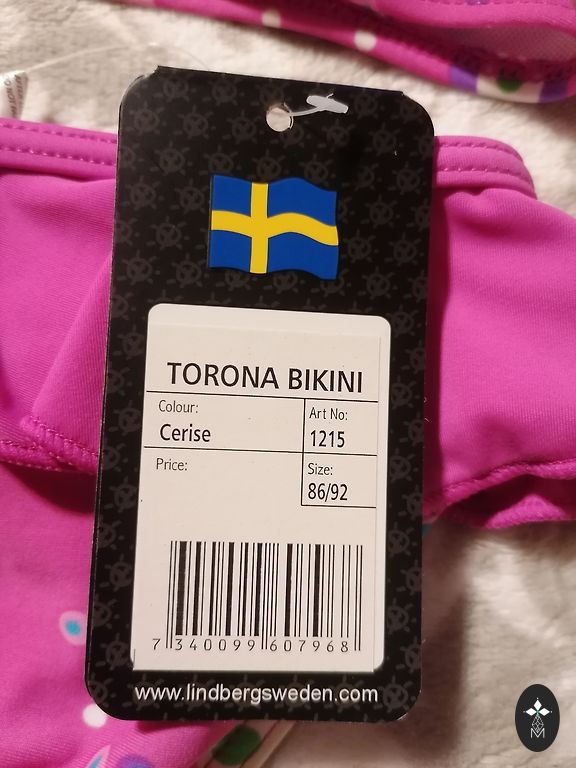 TORONA BIKINI
Colour:
Cerise
Art No:
1215
Price:
Size:
86/92
7 340099 607968
www.lindbergsweden.com